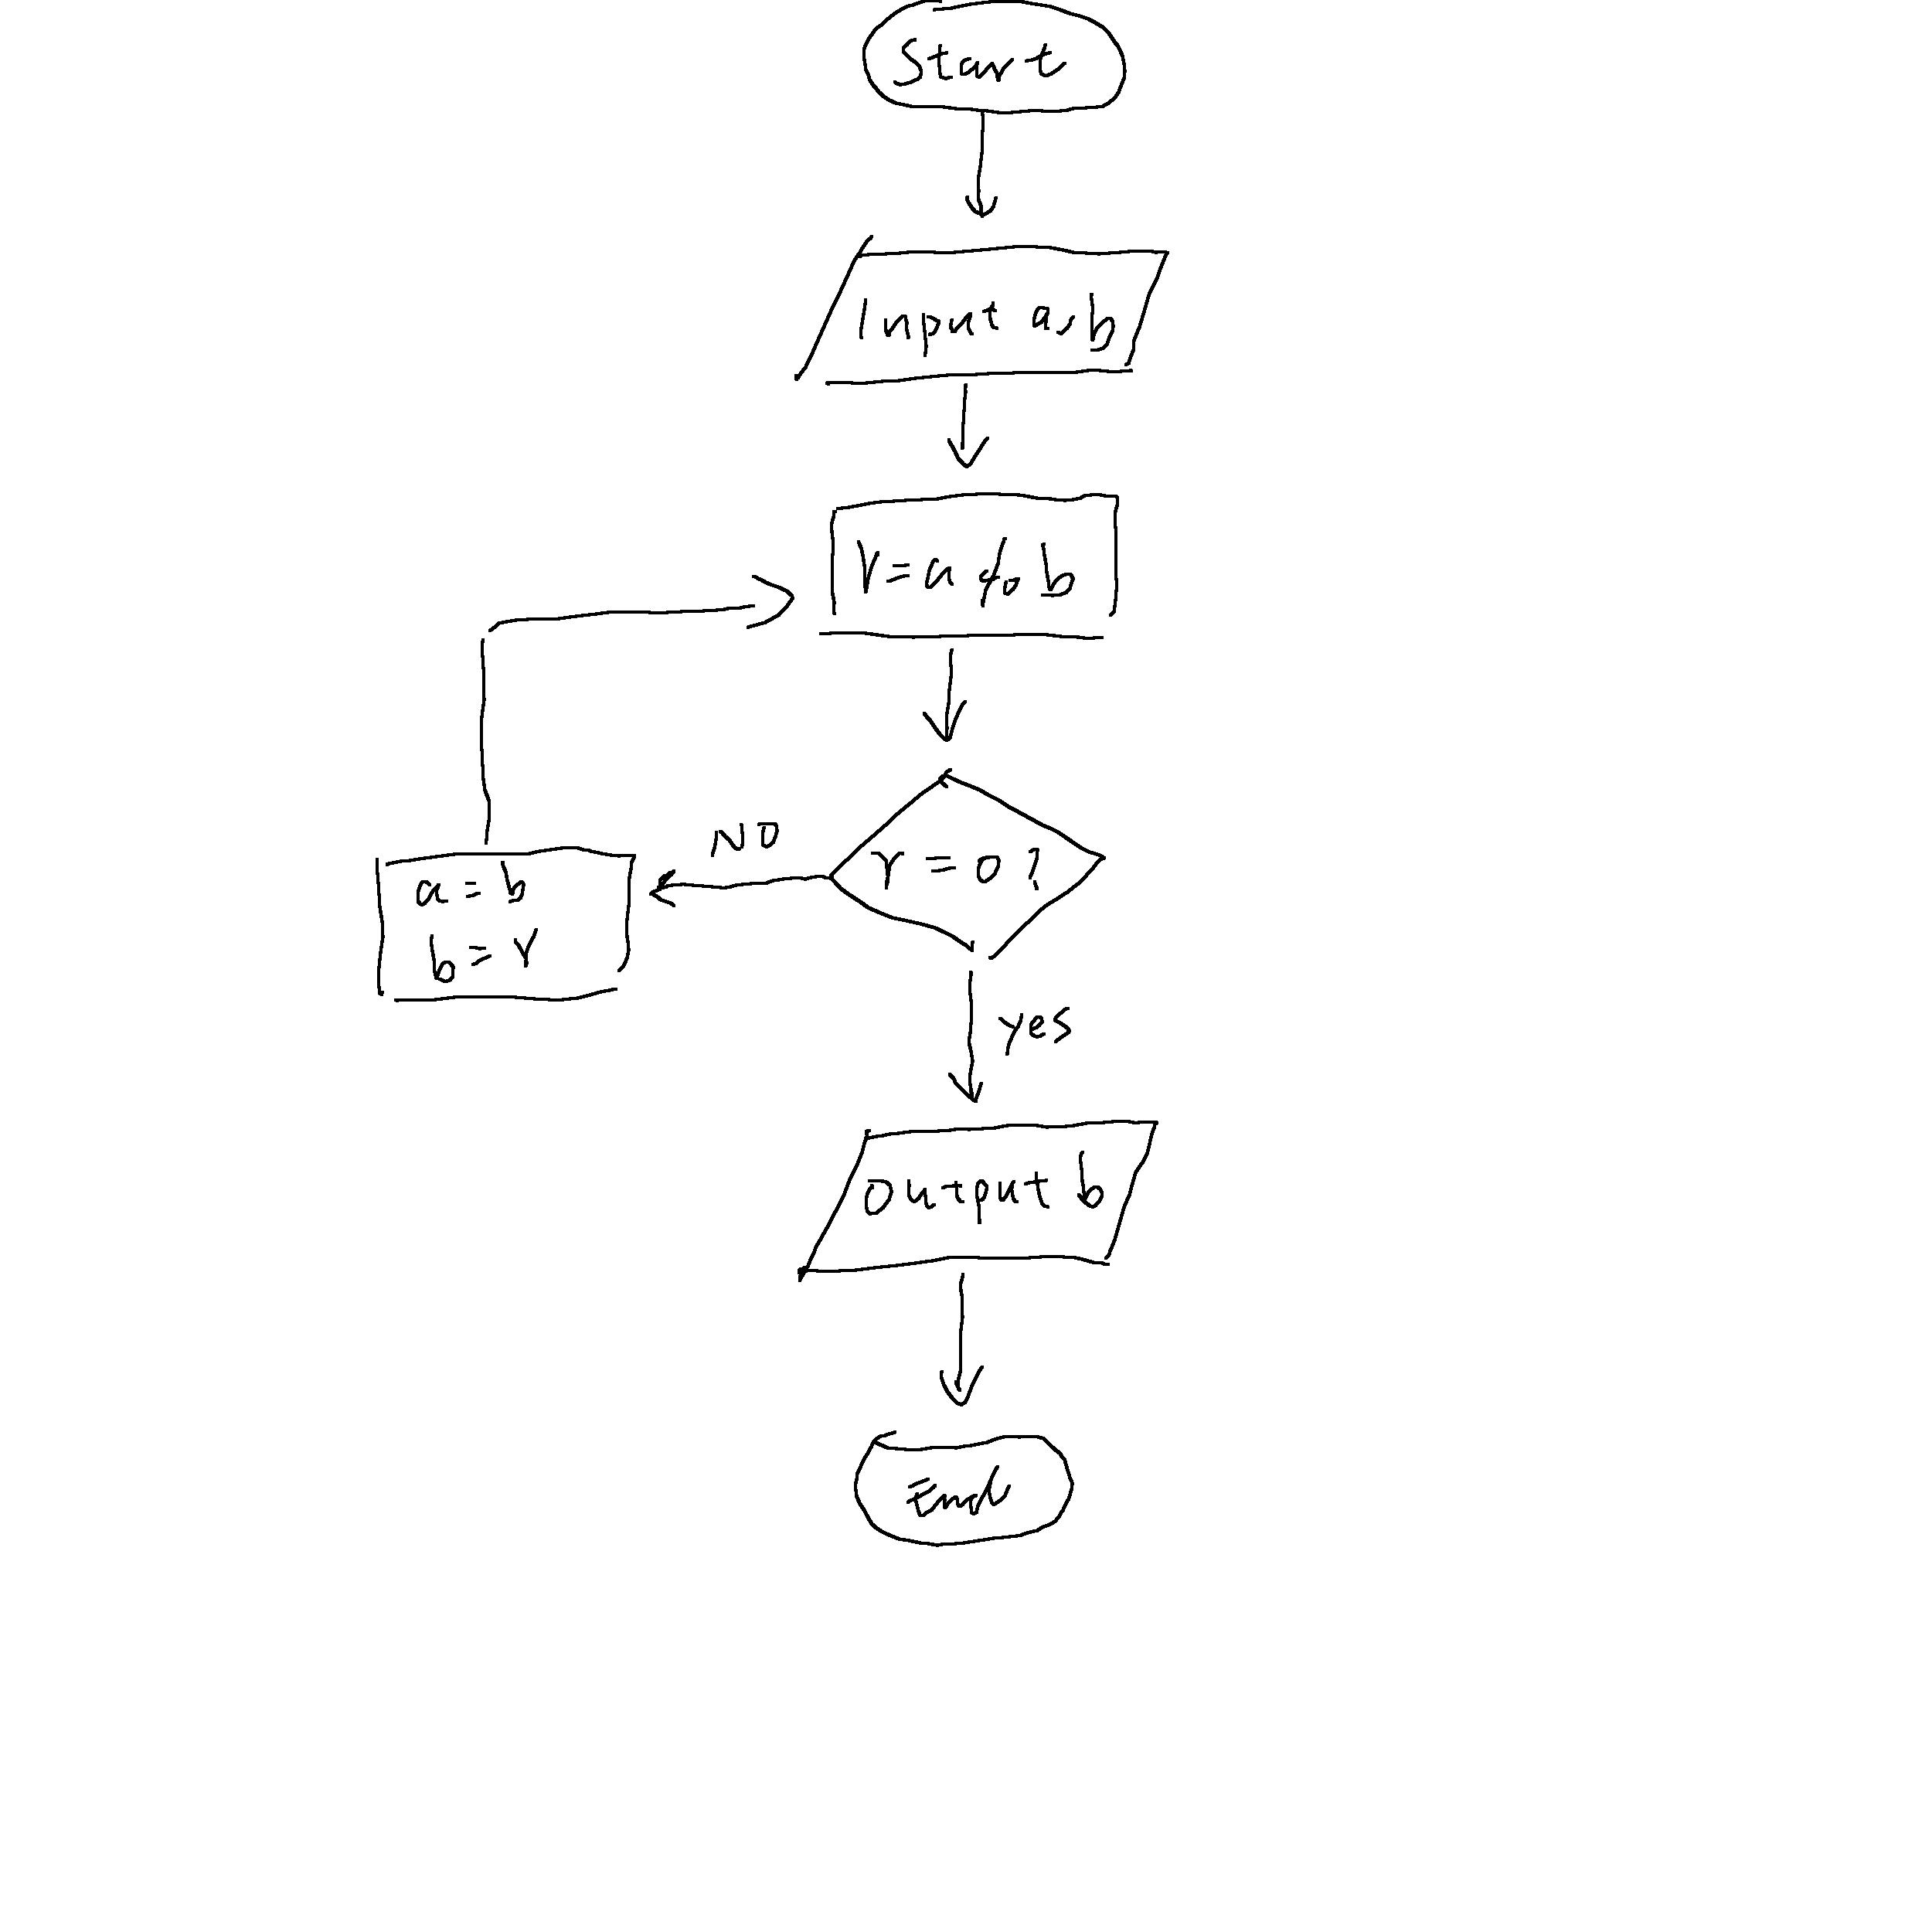 Start
Input a,b
r=a%b
r=0?
NO
a=b
b=r
yes
Output b
End